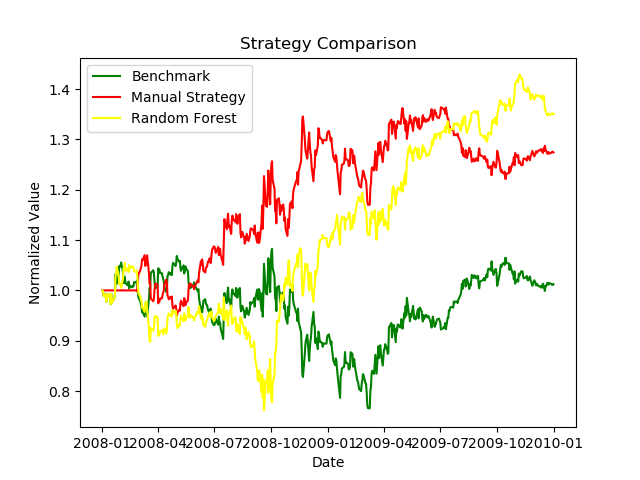 Strategy Comparison
Benchmark
Manual Strategy
Random Forest
1.4
1.3
1.2
1.1
1.0
0.9
0.8
Normalized Value
2008-01 2008-04 2008-07 2008-10 2009-01 2009-04 2009-07 2009-10 2010-01
Date